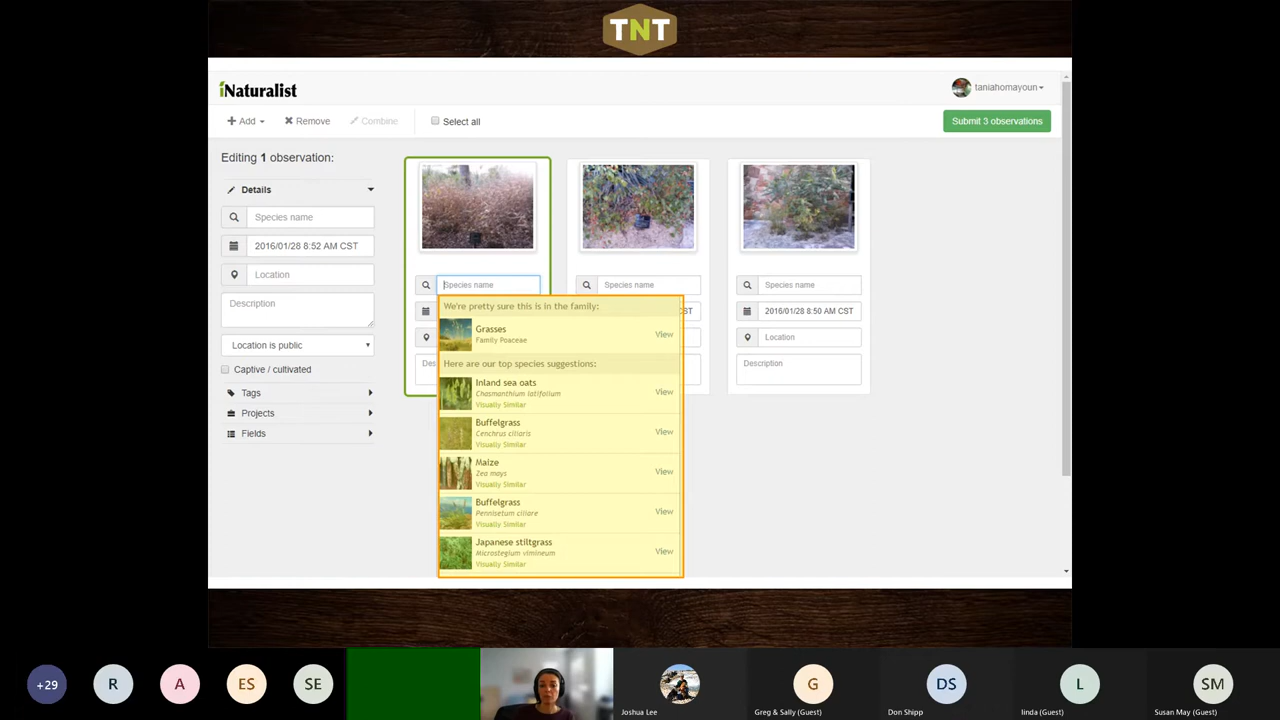 TNT
iNaturalist
taniahomayoun
Add
Remove
Combine
Select all
Submit 3 observations
Editing 1 observation:
Details
Species name
2016/01/28 8:52 AM CST
Location
Description
Location is public
Captive / cultivated
Tags
Projects
Fields
Species name
We're pretty sure this is in the family:
Grasses
Family Poaceae
View
Here are our top species suggestions:
Inland sea oats
Chasmanthium latifolium
Visually Similar
View
Buffelgrass
Cenchrus ciliaris
Visually Similar
View
Maize
Zea mays
Visually Similar
View
Buffelgrass
Pennisetum ciliare
Visually Similar
View
Japanese stiltgrass
Microstegium vimineum
Visually Similar
View
Des
Species name
CST
Species name
2016/01/28 8:50 AM CST
Location
Description
+29
R
A
ES
SE
Joshua Lee
G
Greg & Sally (Guest)
DS
Don Shipp
L
linda (Guest)
SM
Susan May (Guest)